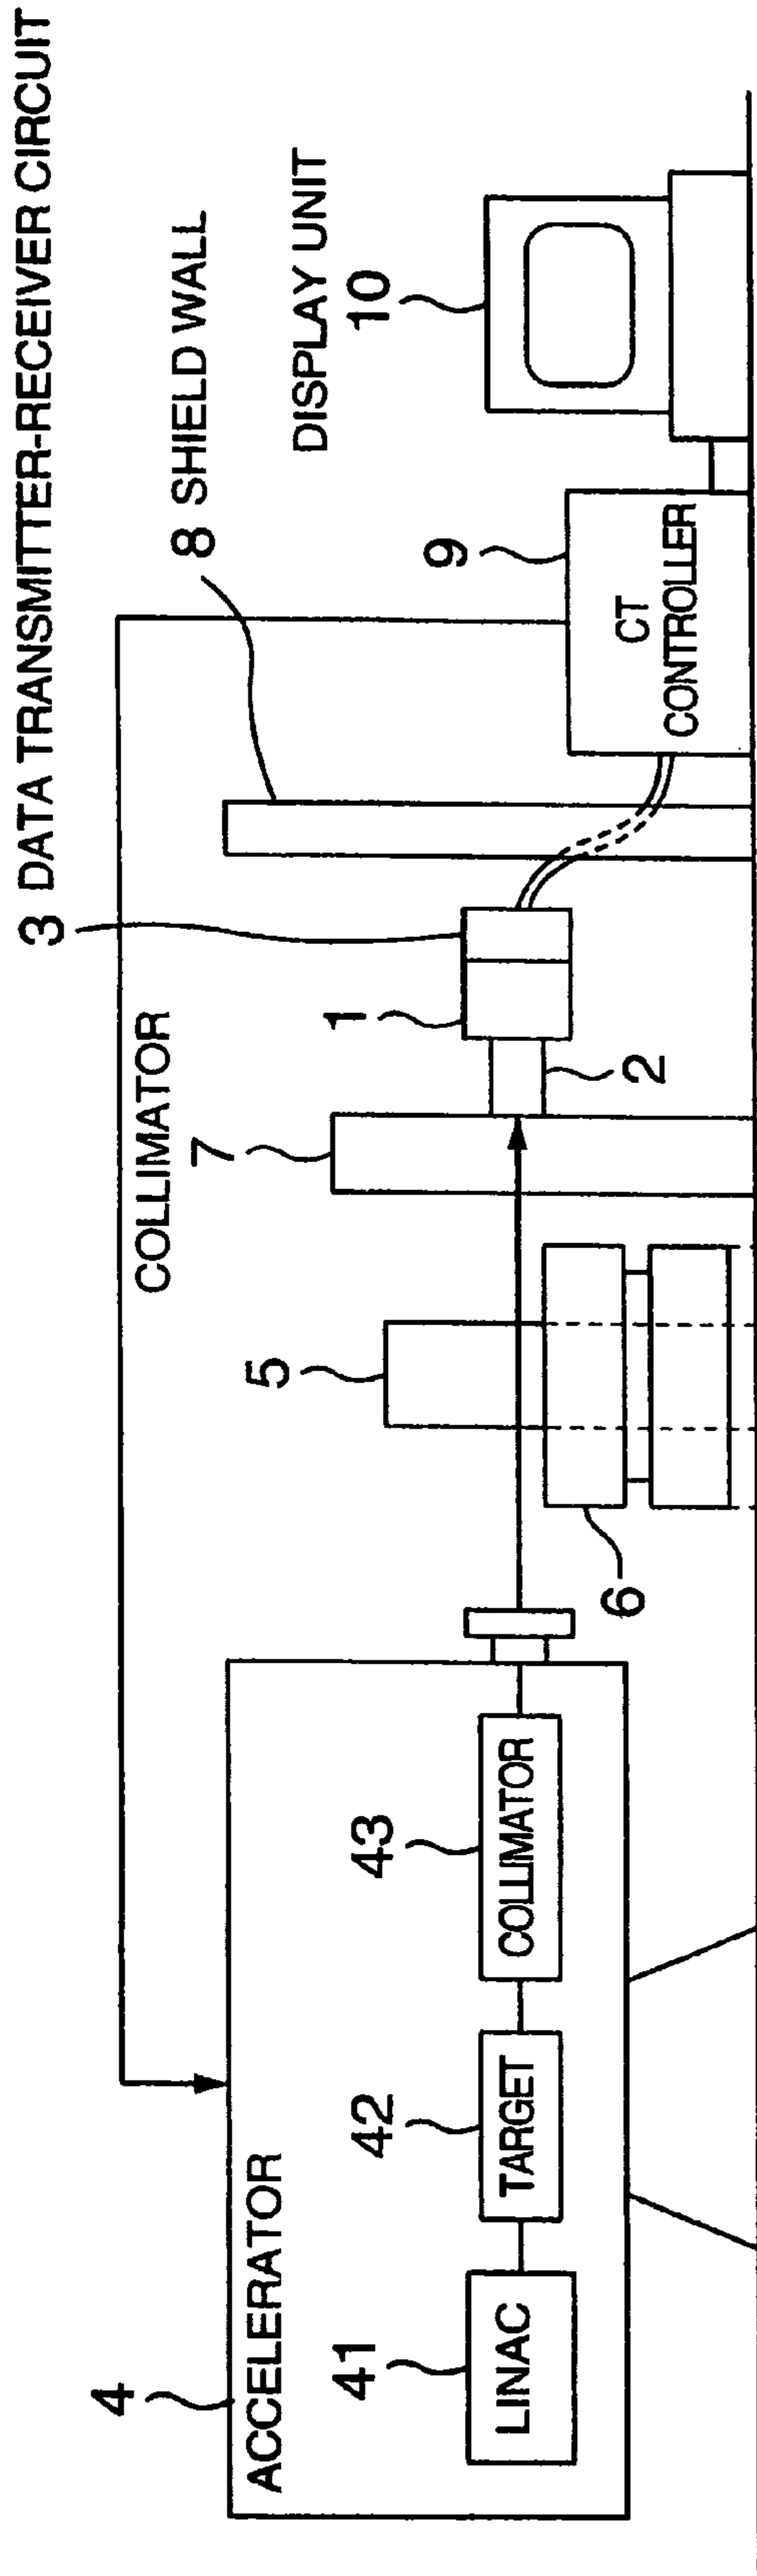 3 DATA TRANSMITTER-RECEIVER CIRCUIT
8 SHIELD WALL
DISPLAY UNIT
10
COLLIMATOR
7
1
2
9
CT
CONTROLLER
5
6
4
ACCELERATOR
41
LINAC
42
TARGET
43
COLLIMATOR